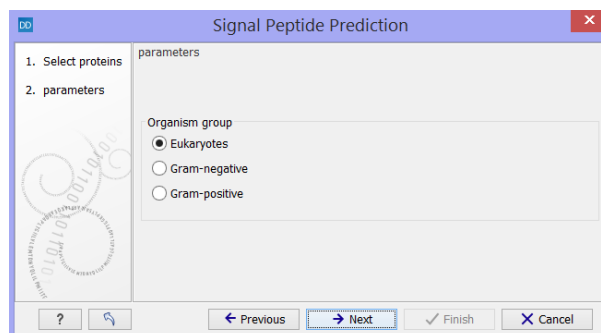 DD
Signal Peptide Prediction
1. Select proteins
2. parameters
parameters
Organism group
Eukaryotes
Gram-negative
Gram-positive
?
Previous
Next
Finish
Cancel